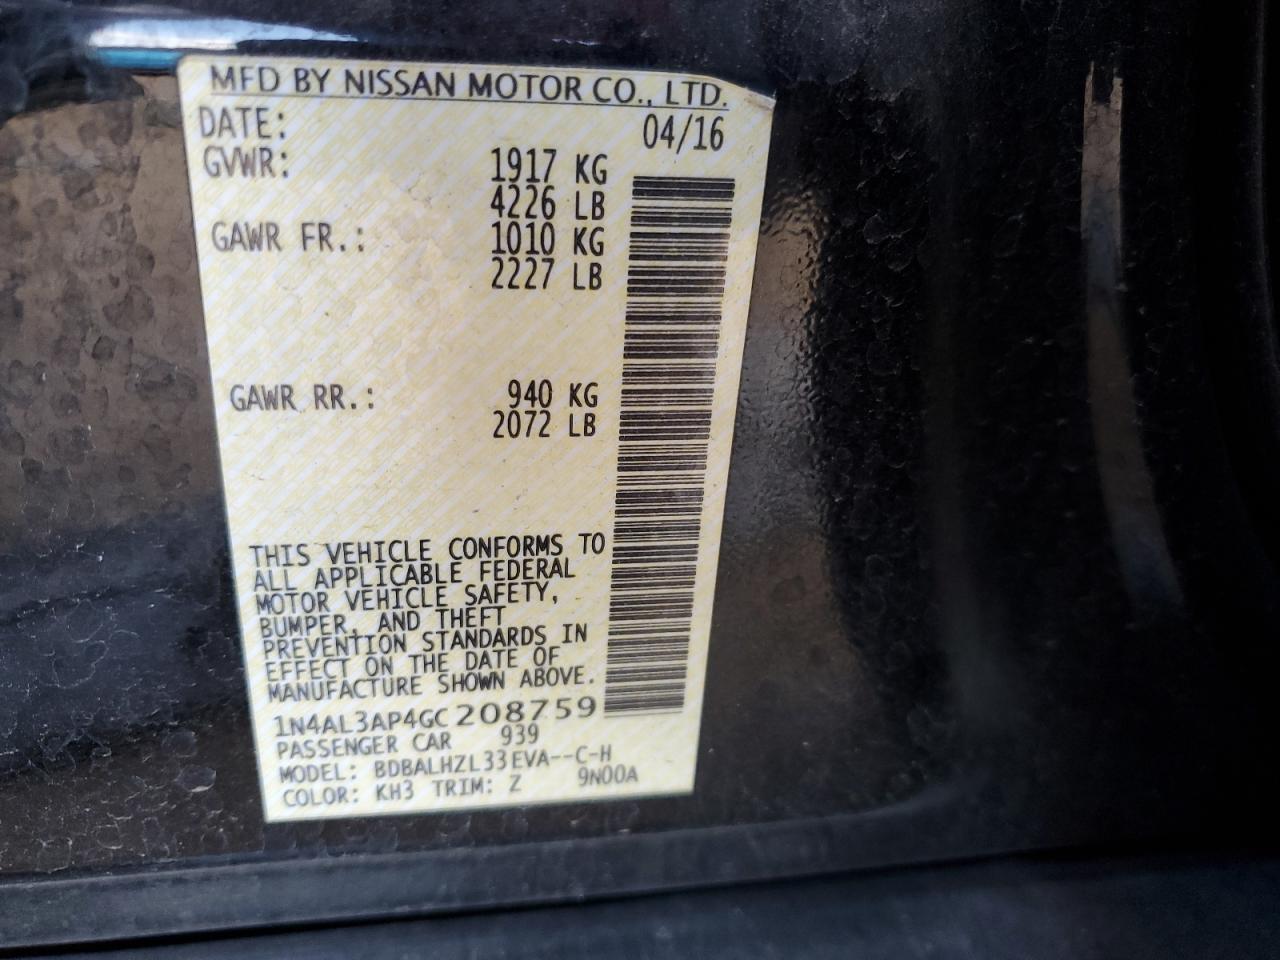 MFD BY NISSAN MOTOR CO., LTD.
DATE: 04/16
GVWR: 1917 KG
4226 LB
GAWR FR.: 1010 KG
2227 LB
GAWR RR.: 940 KG
2072 LB
THIS VEHICLE CONFORMS TO
ALL APPLICABLE FEDERAL
MOTOR VEHICLE SAFETY,
BUMPER, AND THEFT
PREVENTION STANDARDS IN
EFFECT ON THE DATE OF
MANUFACTURE SHOWN ABOVE.
1N4AL3AP4GC208759
PASSENGER CAR 939
MODEL: BDBALHZL33EVA--C-H
COLOR: KH3 TRIM: Z 9N00A